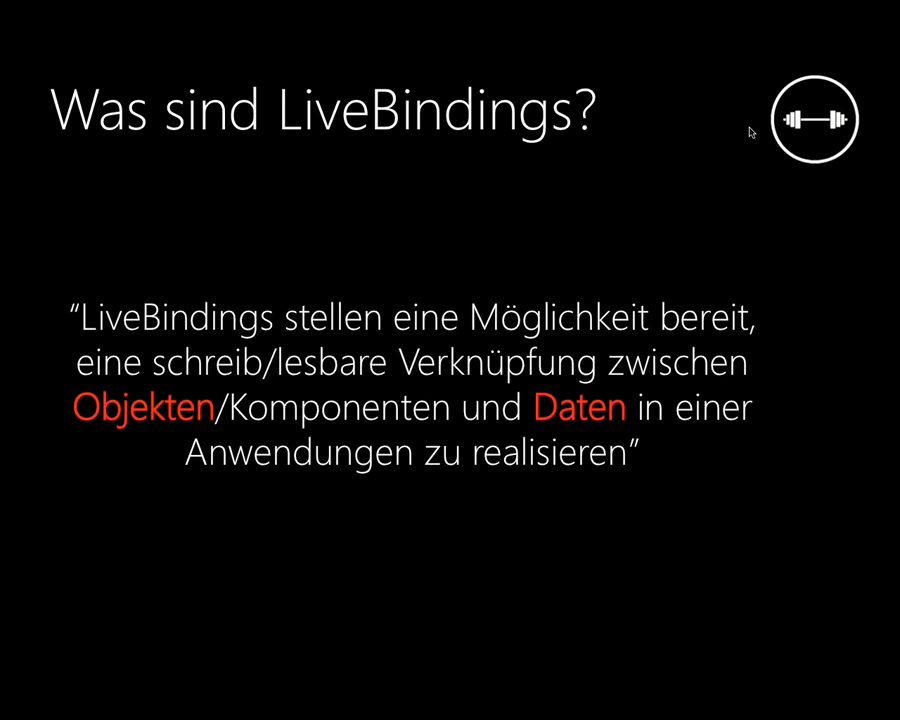 Was sind LiveBindings?
“LiveBindings stellen eine Möglichkeit bereit,
eine schreib/lesbare Verknüpfung zwischen
Objekten/Komponenten und Daten in einer
Anwendungen zu realisieren”